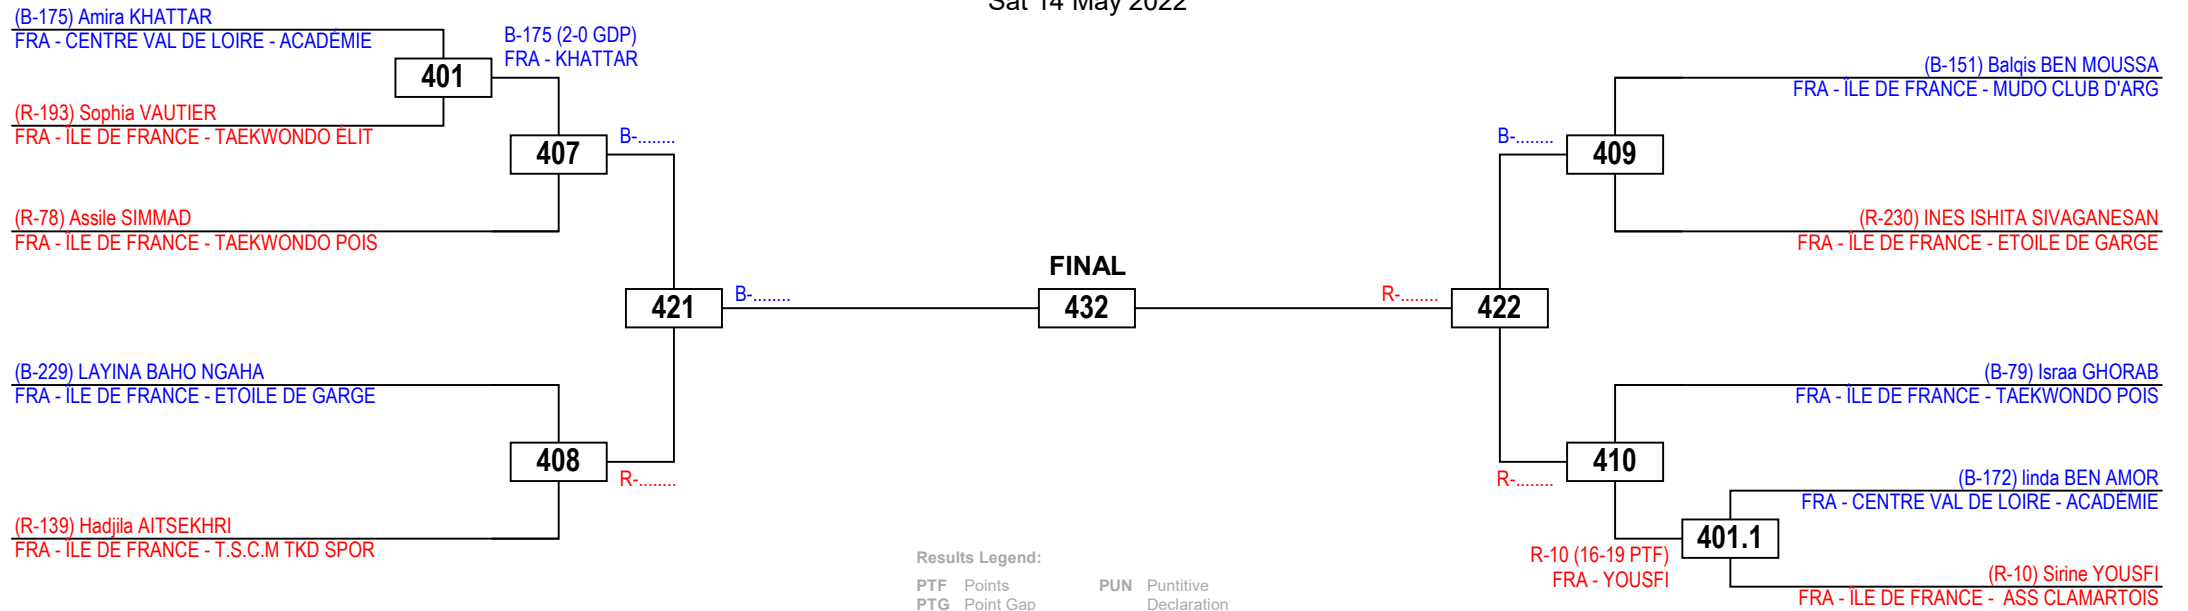 Sat 14 May 2022
(B-175) Amira KHATTAR
FRA - CENTRE VAL DE LOIRE - ACADÉMIE
B-175 (2-0 GDP)
FRA - KHATTAR
401
(R-193) Sophia VAUTIER
FRA - ÎLE DE FRANCE - TAEKWONDO ÉLIT
407
B-........
(R-78) Assile SIMMAD
FRA - ÎLE DE FRANCE - TAEKWONDO POIS
421
B-........
(B-229) LAYINA BAHO NGAHA
FRA - ÎLE DE FRANCE - ETOILE DE GARGE
408
R-........
(R-139) Hadjila AITSEKHRI
FRA - ÎLE DE FRANCE - T.S.C.M TKD SPOR
FINAL
432
(B-151) Balqis BEN MOUSSA
FRA - ÎLE DE FRANCE - MUDO CLUB D'ARG
B-........
409
(R-230) INES ISHITA SIVAGANESAN
FRA - ÎLE DE FRANCE - ETOILE DE GARGE
R-........
422
(B-79) Israa GHORAB
FRA - ÎLE DE FRANCE - TAEKWONDO POIS
410
R-........
(B-172) linda BEN AMOR
FRA - CENTRE VAL DE LOIRE - ACADÉMIE
401.1
R-10 (16-19 PTF)
FRA - YOUSFI
(R-10) Sirine YOUSFI
FRA - ÎLE DE FRANCE - ASS CLAMARTOIS
Results Legend:
PTF Points PUN Puntitive
PTG Point Gap Declaration